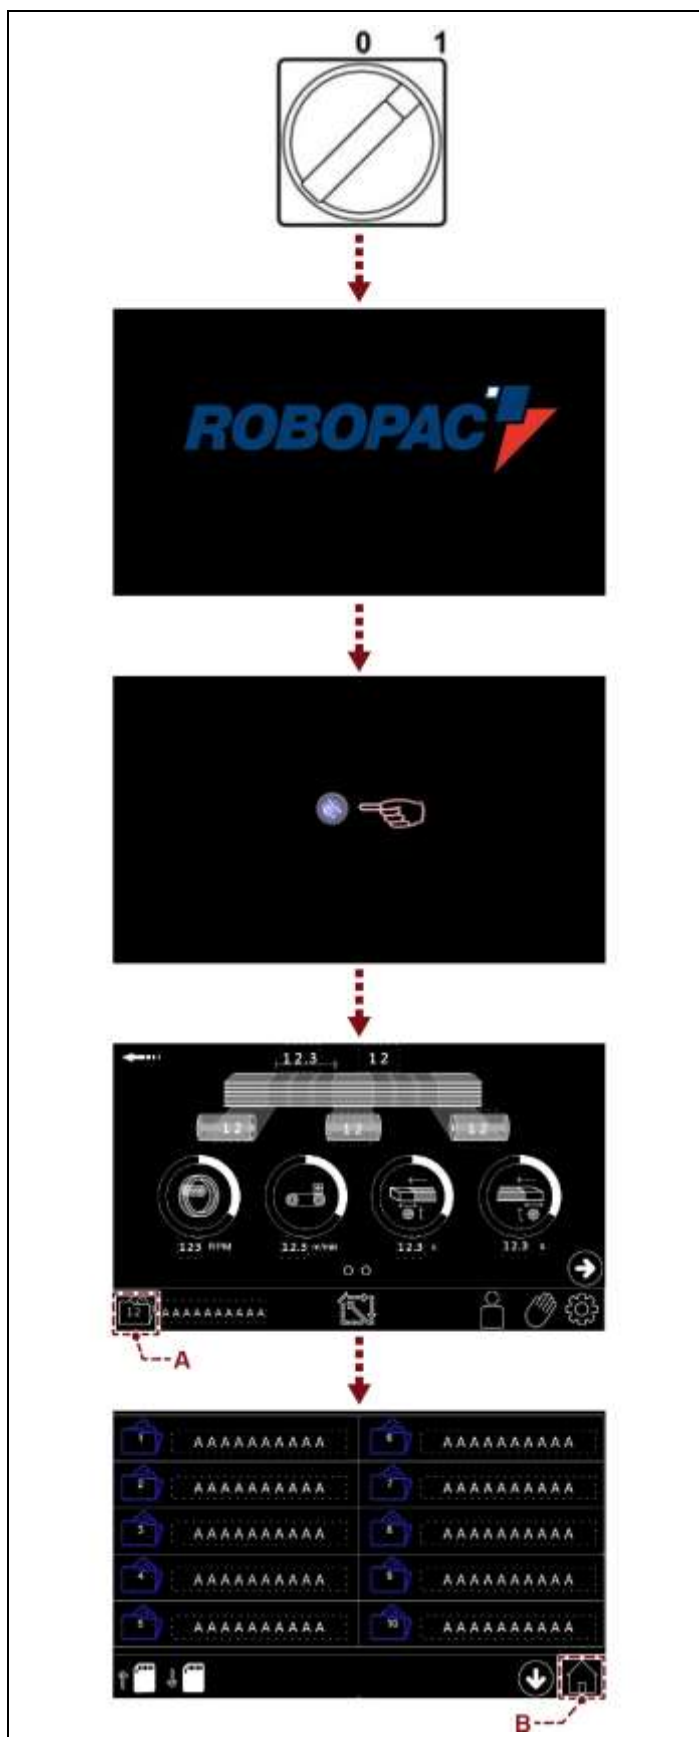 0 1
ROBOPAC
12.3 12
12 12 12
123 RPM 12.3 m/min 12.3 s 12.3 s
12 AAAAAAAAAA
A
1 AAAAAAAAAA 6 AAAAAAAAAA
2 AAAAAAAAAA 7 AAAAAAAAAA
3 AAAAAAAAAA 8 AAAAAAAAAA
4 AAAAAAAAAA 9 AAAAAAAAAA
5 AAAAAAAAAA 10 AAAAAAAAAA
B